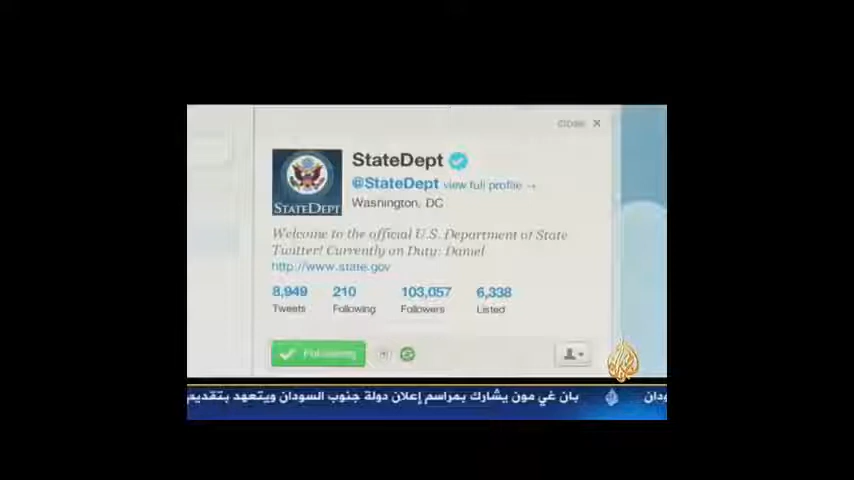 Close ×
StateDept
@StateDept view full profile →
Washington, DC
STATEDEPT
Welcome to the official U.S. Department of State
Twitter! Currently on Duty: Daniel
http://www.state.gov
8,949 210 103,057 6,338
Tweets Following Followers Listed
Following
بان غي مون يشارك بمراسم إعلان دولة جنوب السودان ويتعهد بتقديم